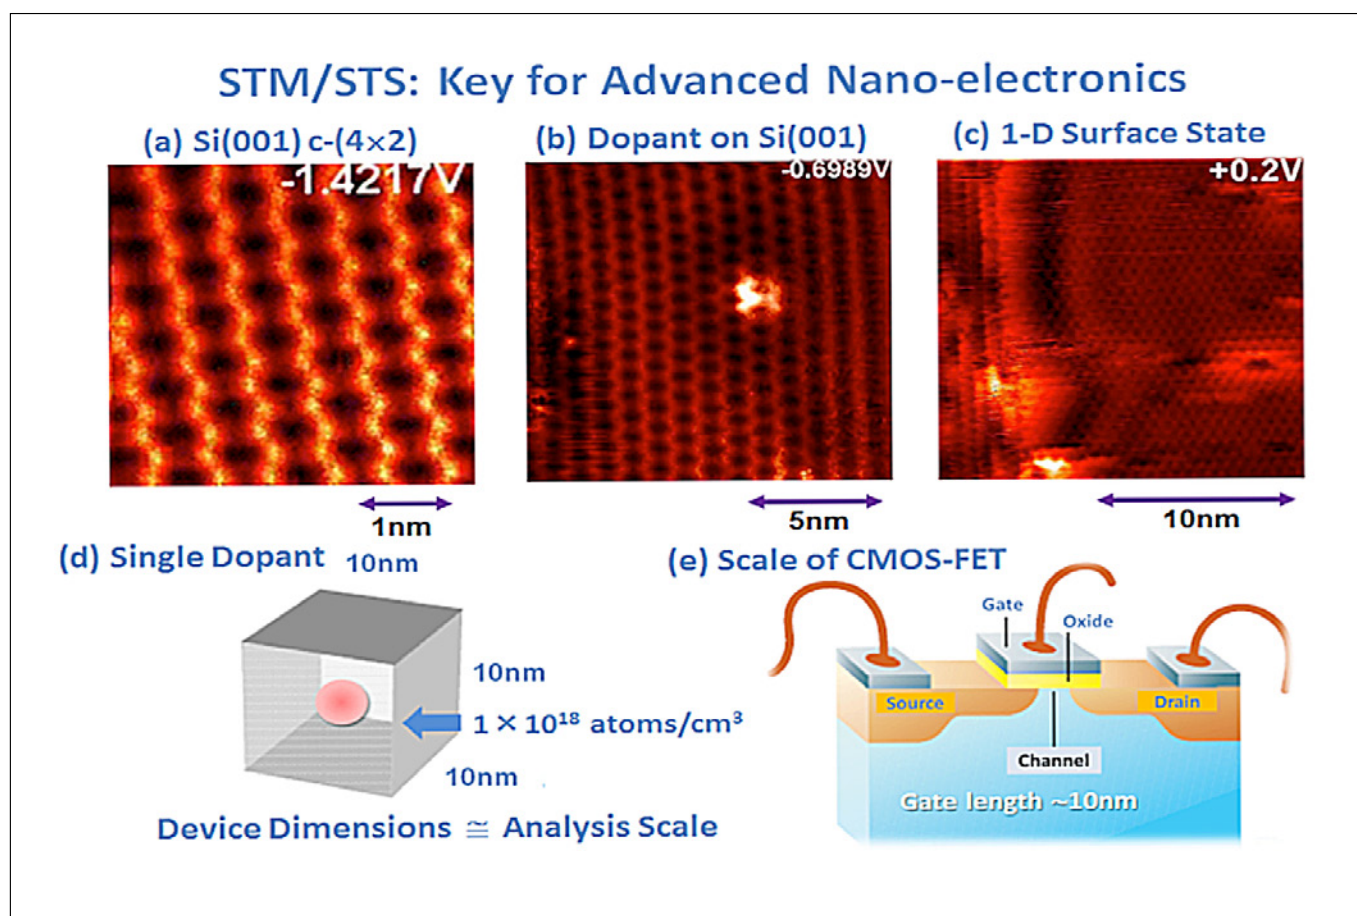 STM/STS: Key for Advanced Nano-electronics
(a) Si(001) c-(4×2)
(b) Dopant on Si(001)
(c) 1-D Surface State
-1.4217V
-0.6989V
+0.2V
1nm
5nm
10nm
(d) Single Dopant
10nm
10nm
1 × 10¹⁸ atoms/cm³
10nm
Device Dimensions ≅ Analysis Scale
(e) Scale of CMOS-FET
Gate
Oxide
Source
Drain
Channel
Gate length ~10nm